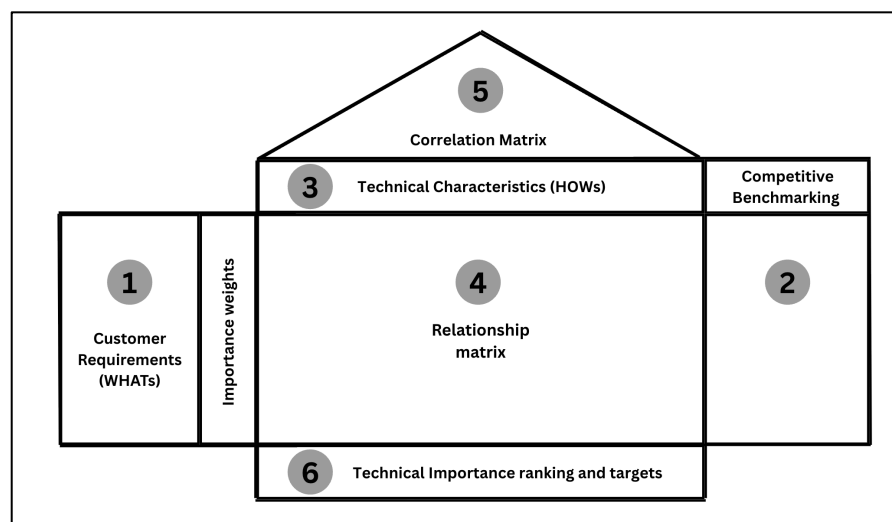 5
Correlation Matrix
3
Technical Characteristics (HOWs)
Competitive
Benchmarking
1
Customer
Requirements
(WHATs)
Importance weights
4
Relationship
matrix
2
6
Technical Importance ranking and targets